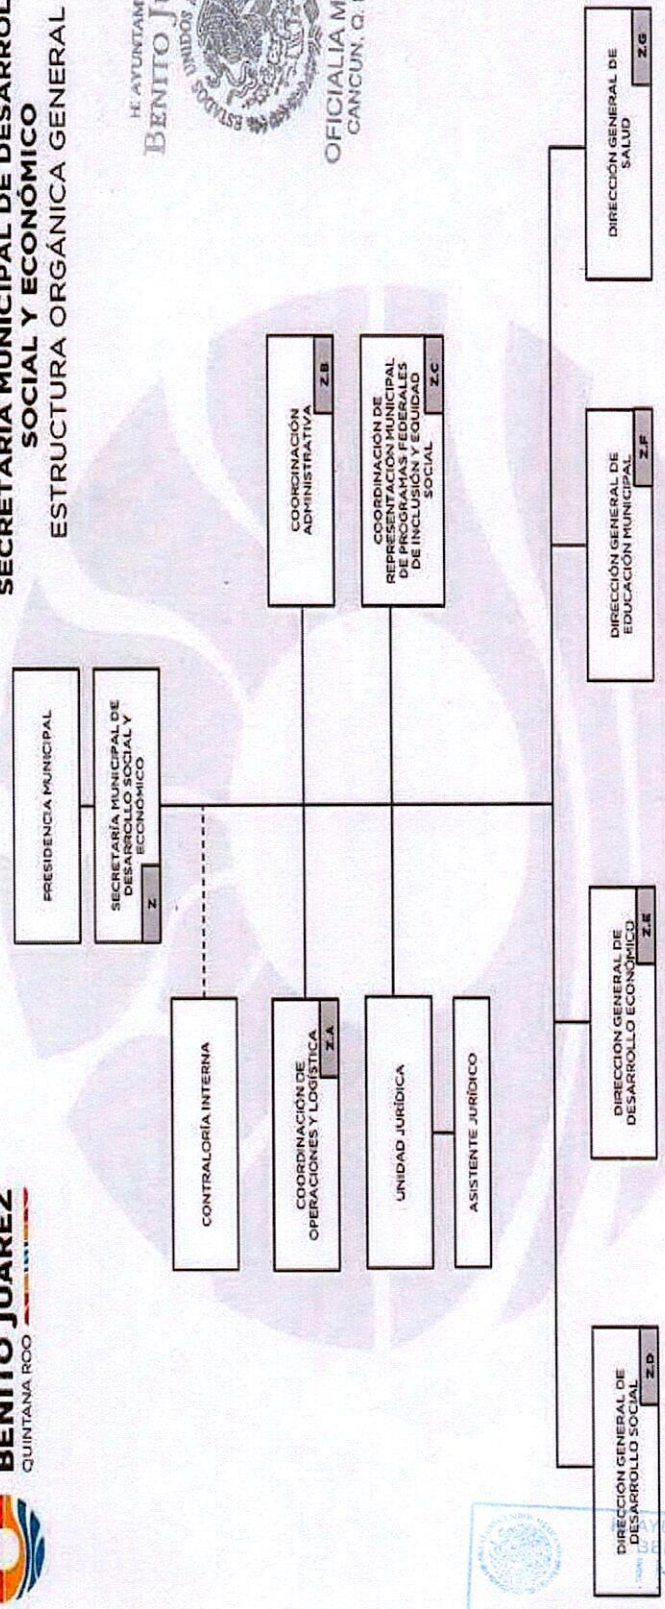 BENITO JUÁREZ
QUINTANA ROO
SECRETARÍA MUNICIPAL DE
SOCIAL Y ECONÓMICO
ESTRUCTURA ORGÁNICA GENERAL
H. AYUNTAM
BENITO J
ESTADOS UNIDOS
OFICIALIA M
CANCUN, Q.
PRESIDENCIA MUNICIPAL
SECRETARÍA MUNICIPAL DE
DESARROLLO SOCIAL Y
ECONÓMICO
Z
CONTRALORÍA INTERNA
COORDINACIÓN DE
OPERACIONES Y LOGÍSTICA
Z.A
COORDINACIÓN
ADMINISTRATIVA
Z.B
UNIDAD JURÍDICA
ASISTENTE JURÍDICO
COORDINACIÓN DE
REPRESENTACIÓN MUNICIPAL
DE PROGRAMAS FEDERALES
DE INCLUSIÓN Y EQUIDAD
SOCIAL
Z.C
DIRECCIÓN GENERAL DE
DESARROLLO SOCIAL
Z.D
DIRECCIÓN GENERAL DE
DESARROLLO ECONÓMICO
Z.E
DIRECCIÓN GENERAL DE
EDUCACIÓN MUNICIPAL
Z.F
DIRECCIÓN GENERAL DE
SALUD
Z.G